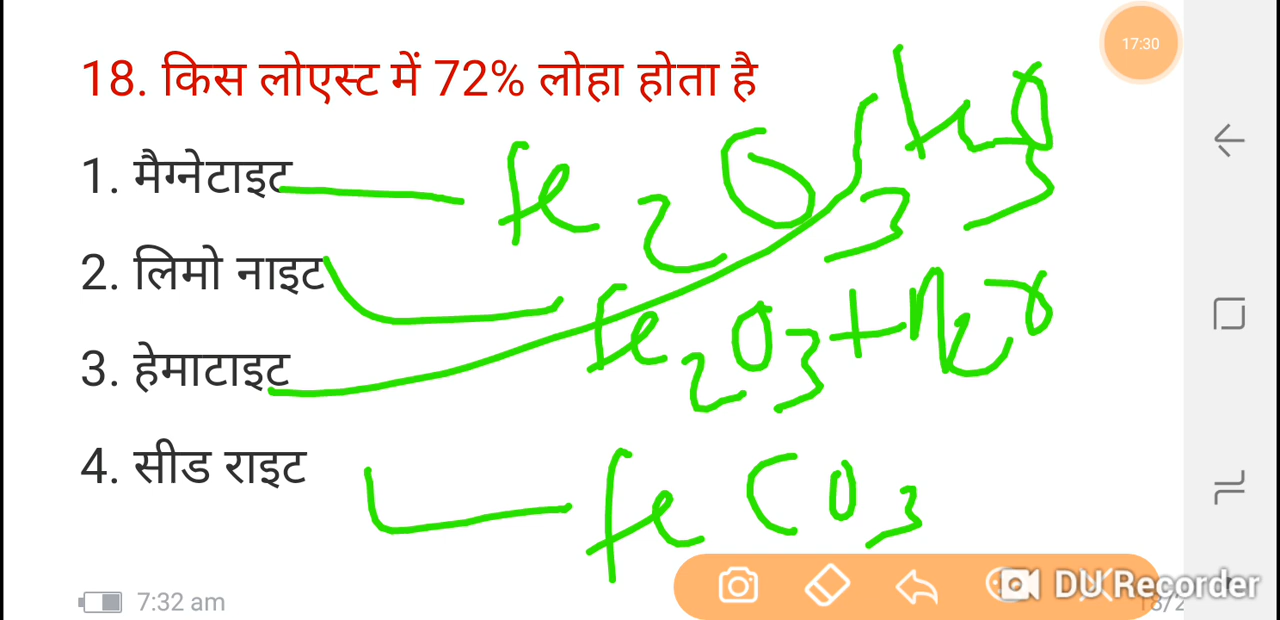 17:30
18. किस लोएस्ट में 72% लोहा होता है
1. मैग्नेटाइट Fe2O3
2. लिमो नाइट Fe2O3+
3. हेमाटाइट
4. सीड राइट FeCO3
7:32 am
DU Recorder